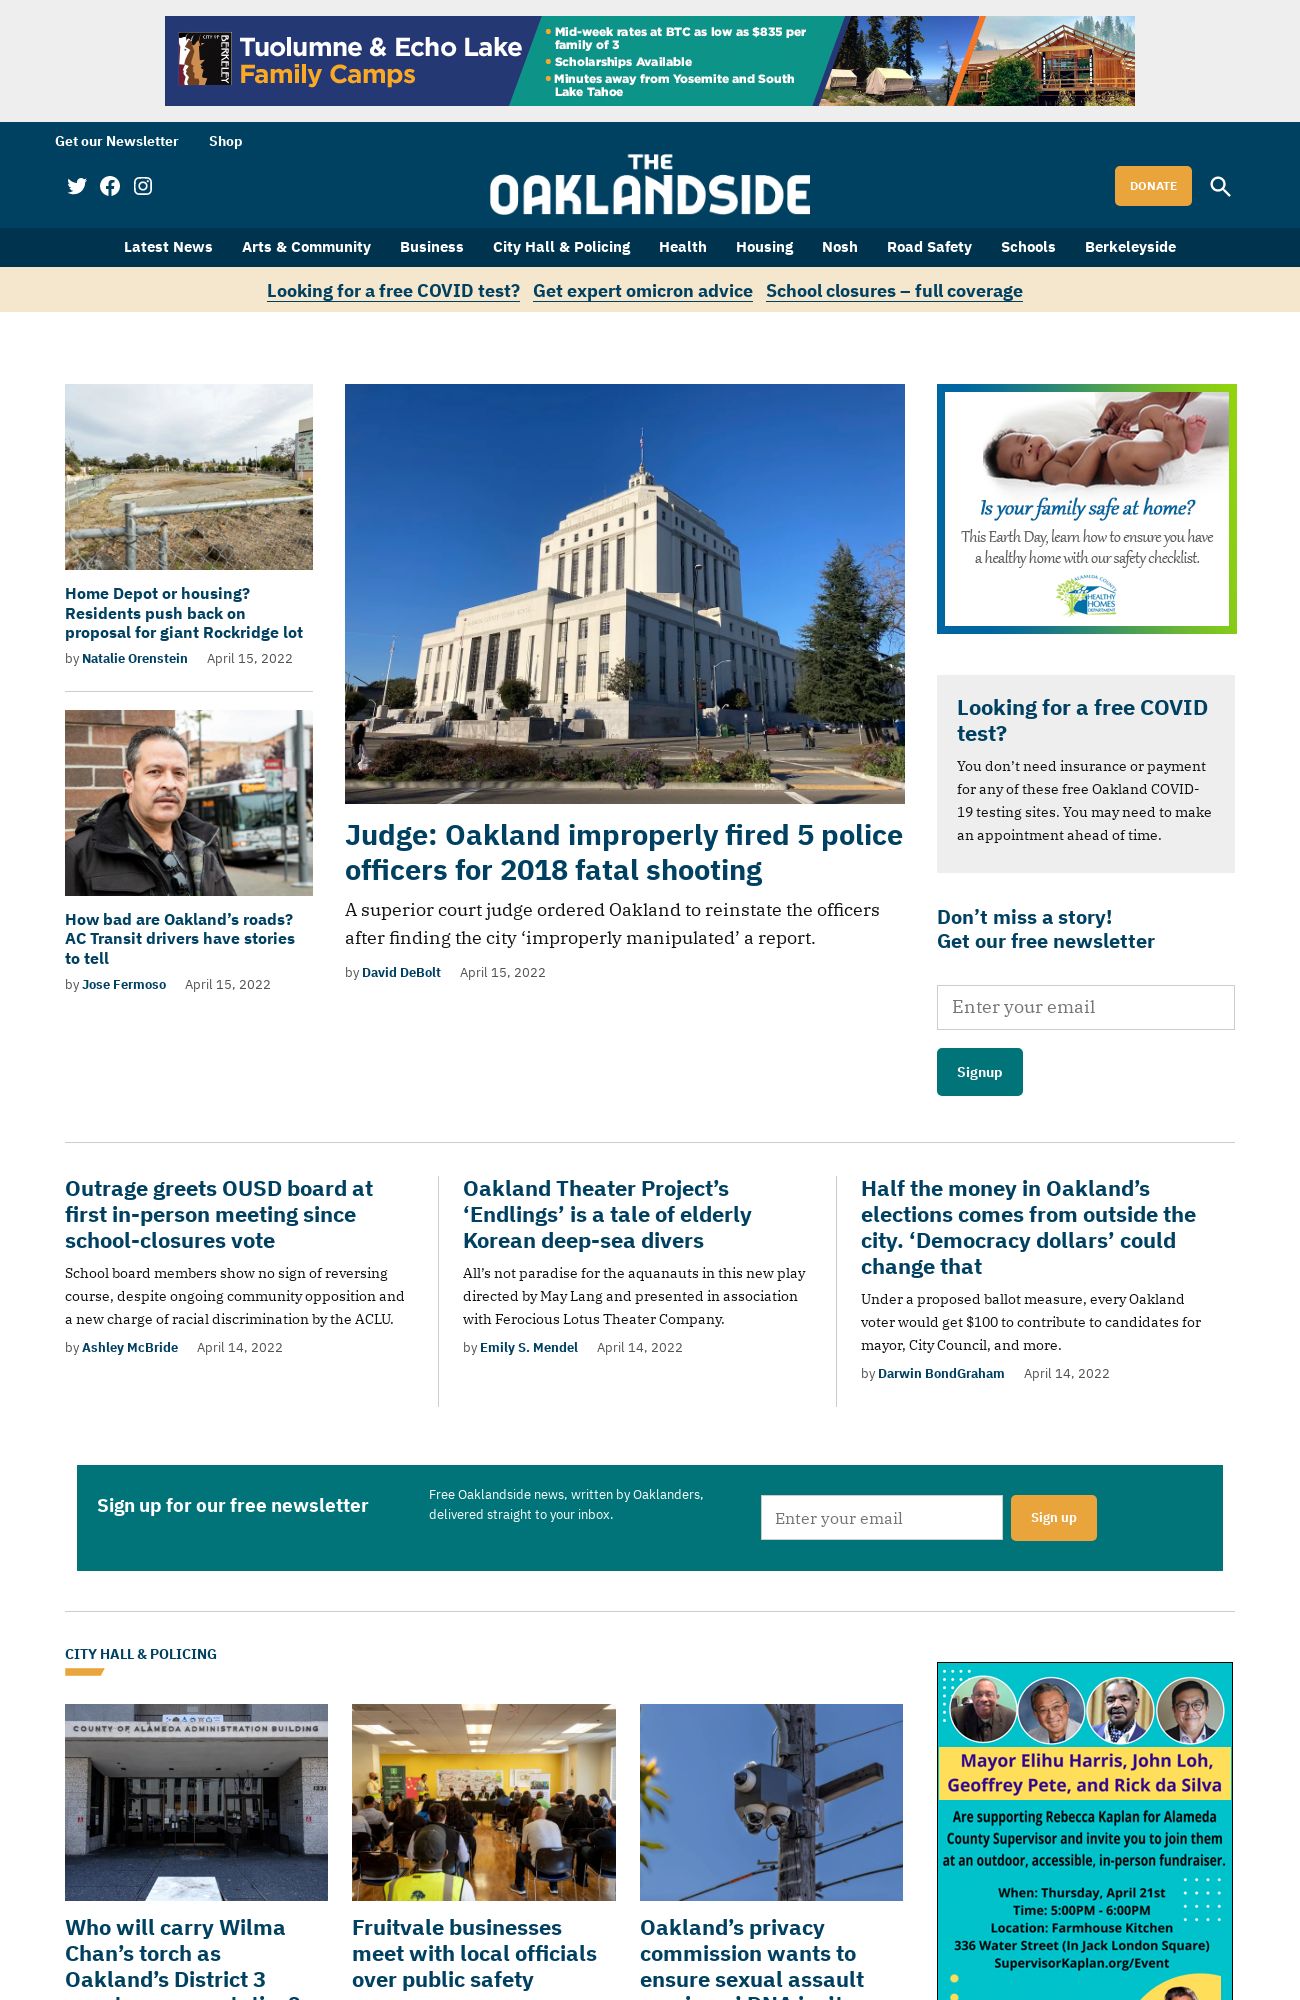 Tuolumne & Echo Lake
Family Camps
Mid-week rates at BTC as low as $835 per
family of 3
Scholarships Available
Minutes away from Yosemite and South
Lake Tahoe
CITY OF
BERKELEY
Get our Newsletter Shop
THE
OAKLANDSIDE
DONATE
Latest News Arts & Community Business City Hall & Policing Health Housing Nosh Road Safety Schools Berkeleyside
Looking for a free COVID test? Get expert omicron advice School closures – full coverage
Home Depot or housing?
Residents push back on
proposal for giant Rockridge lot
by Natalie Orenstein April 15, 2022
How bad are Oakland’s roads?
AC Transit drivers have stories
to tell
by Jose Fermoso April 15, 2022
Judge: Oakland improperly fired 5 police
officers for 2018 fatal shooting
A superior court judge ordered Oakland to reinstate the officers
after finding the city ‘improperly manipulated’ a report.
by David DeBolt April 15, 2022
Is your family safe at home?
This Earth Day, learn how to ensure you have
a healthy home with our safety checklist.
ALAMEDA COUNTY
HEALTHY
HOMES
DEPARTMENT
Looking for a free COVID
test?
You don’t need insurance or payment
for any of these free Oakland COVID-
19 testing sites. You may need to make
an appointment ahead of time.
Don’t miss a story!
Get our free newsletter
Enter your email
Signup
Outrage greets OUSD board at
first in-person meeting since
school-closures vote
School board members show no sign of reversing
course, despite ongoing community opposition and
a new charge of racial discrimination by the ACLU.
by Ashley McBride April 14, 2022
Oakland Theater Project’s
‘Endlings’ is a tale of elderly
Korean deep-sea divers
All’s not paradise for the aquanauts in this new play
directed by May Lang and presented in association
with Ferocious Lotus Theater Company.
by Emily S. Mendel April 14, 2022
Half the money in Oakland’s
elections comes from outside the
city. ‘Democracy dollars’ could
change that
Under a proposed ballot measure, every Oakland
voter would get $100 to contribute to candidates for
mayor, City Council, and more.
by Darwin BondGraham April 14, 2022
Sign up for our free newsletter
Free Oaklandside news, written by Oaklanders,
delivered straight to your inbox.
Enter your email
Sign up
CITY HALL & POLICING
COUNTY OF ALAMEDA ADMINISTRATION BUILDING
1221
Who will carry Wilma
Chan’s torch as
Oakland’s District 3
Fruitvale businesses
meet with local officials
over public safety
Oakland’s privacy
commission wants to
ensure sexual assault
Mayor Elihu Harris, John Loh,
Geoffrey Pete, and Rick da Silva
Are supporting Rebecca Kaplan for Alameda
County Supervisor and invite you to join them
at an outdoor, accessible, in-person fundraiser.
When: Thursday, April 21st
Time: 5:00PM - 6:00PM
Location: Farmhouse Kitchen
336 Water Street (In Jack London Square)
SupervisorKaplan.org/Event